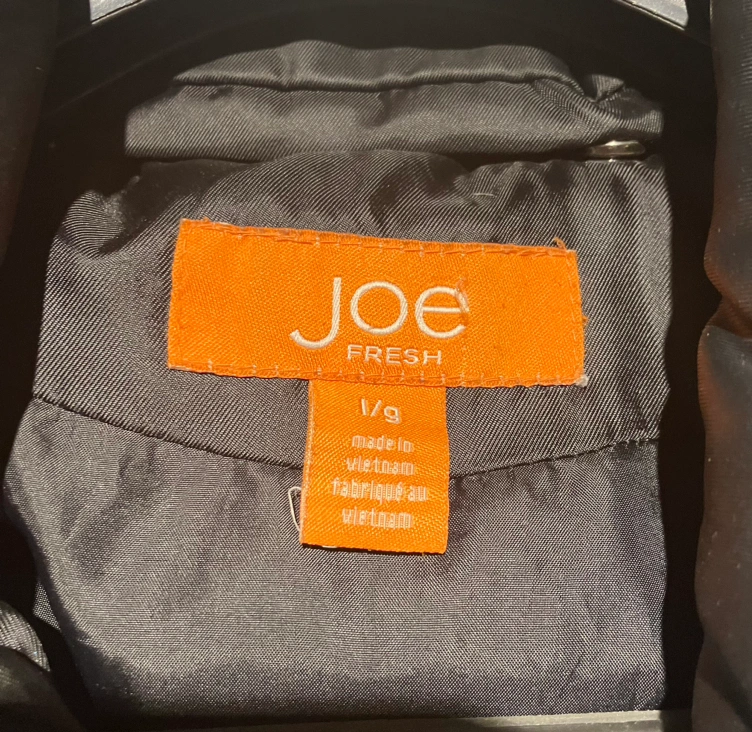 Joe
FRESH
l/g
made in
vietnam
fabriqué au
vietnam